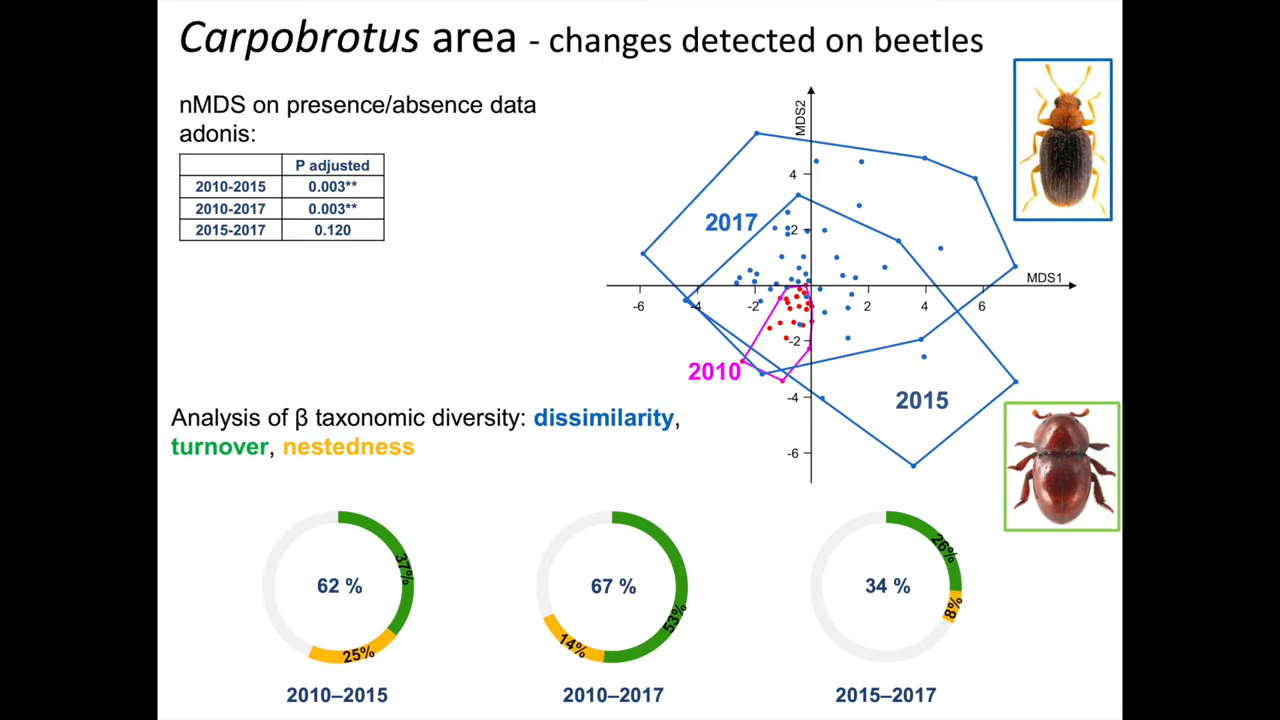 Carpobrotus area - changes detected on beetles
nMDS on presence/absence data
adonis:
P adjusted
2010-2015 0.003**
2010-2017 0.003**
2015-2017 0.120
MDS2
4
2017
2
MDS1
-6 -4 -2 2 4 6
-2
2010
-4
2015
-6
Analysis of β taxonomic diversity: dissimilarity,
turnover, nestedness
37%
62 %
25%
2010–2015
67 %
53%
14%
2010–2017
26%
34 %
8%
2015–2017